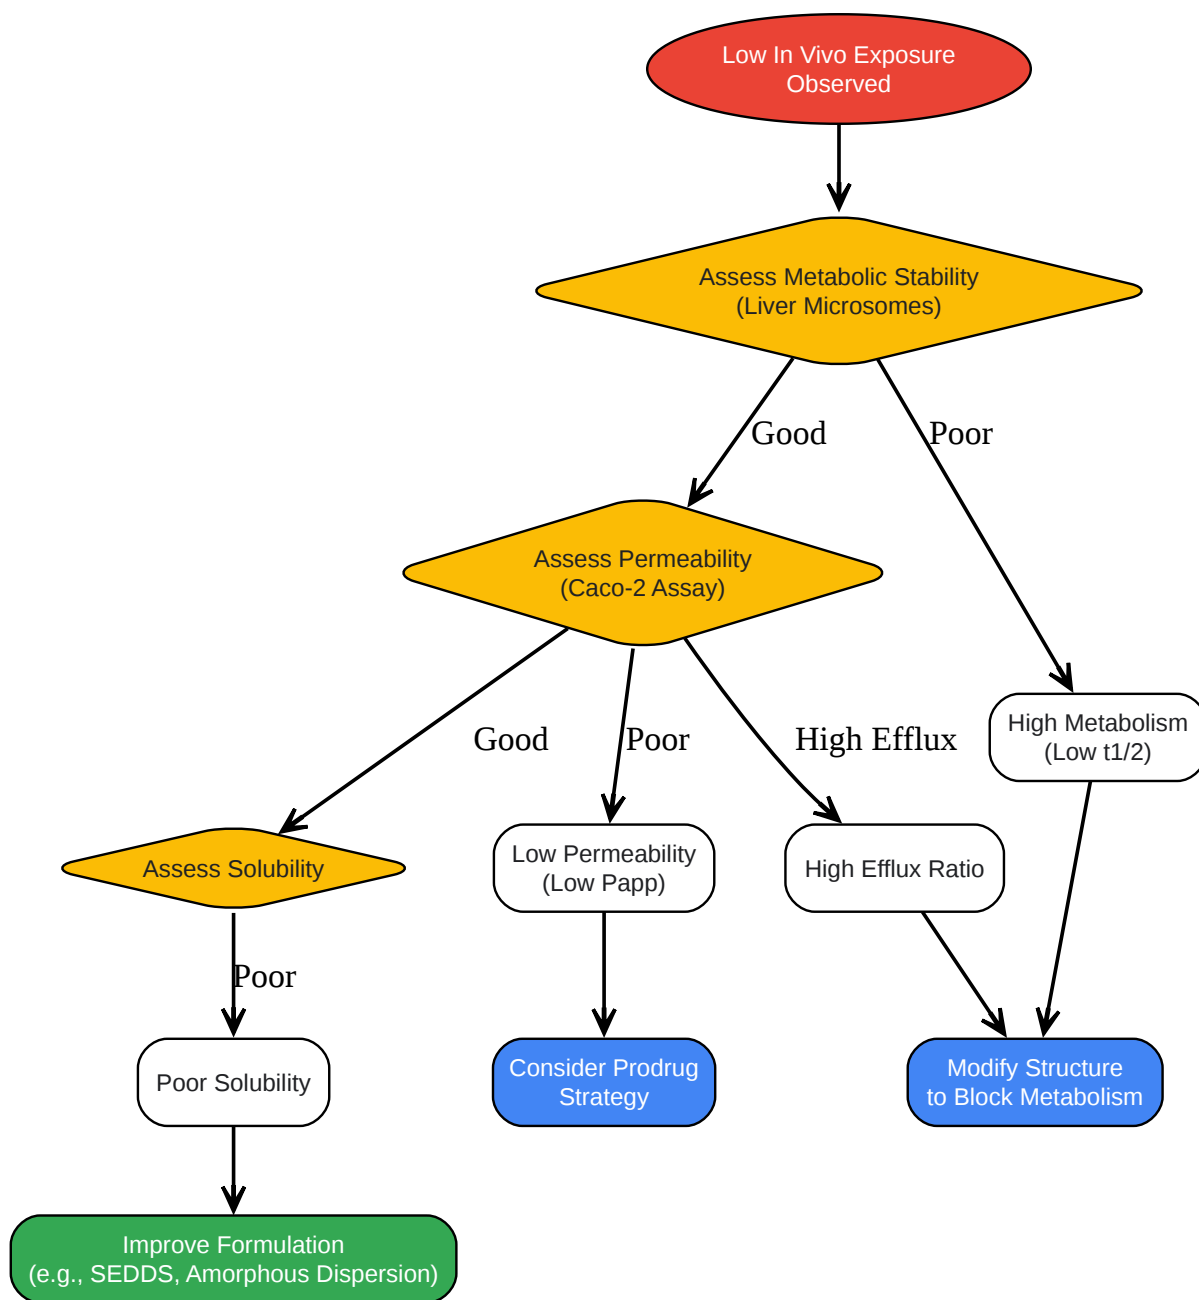 Low In Vivo Exposure
Observed
Assess Metabolic Stability
(Liver Microsomes)
Good
Poor
Assess Permeability
(Caco-2 Assay)
Good
Poor
High Efflux
High Metabolism
(Low t1/2)
Assess Solubility
Low Permeability
(Low Papp)
High Efflux Ratio
Poor
Poor Solubility
Consider Prodrug
Strategy
Modify Structure
to Block Metabolism
Improve Formulation
(e.g., SEDDS, Amorphous Dispersion)